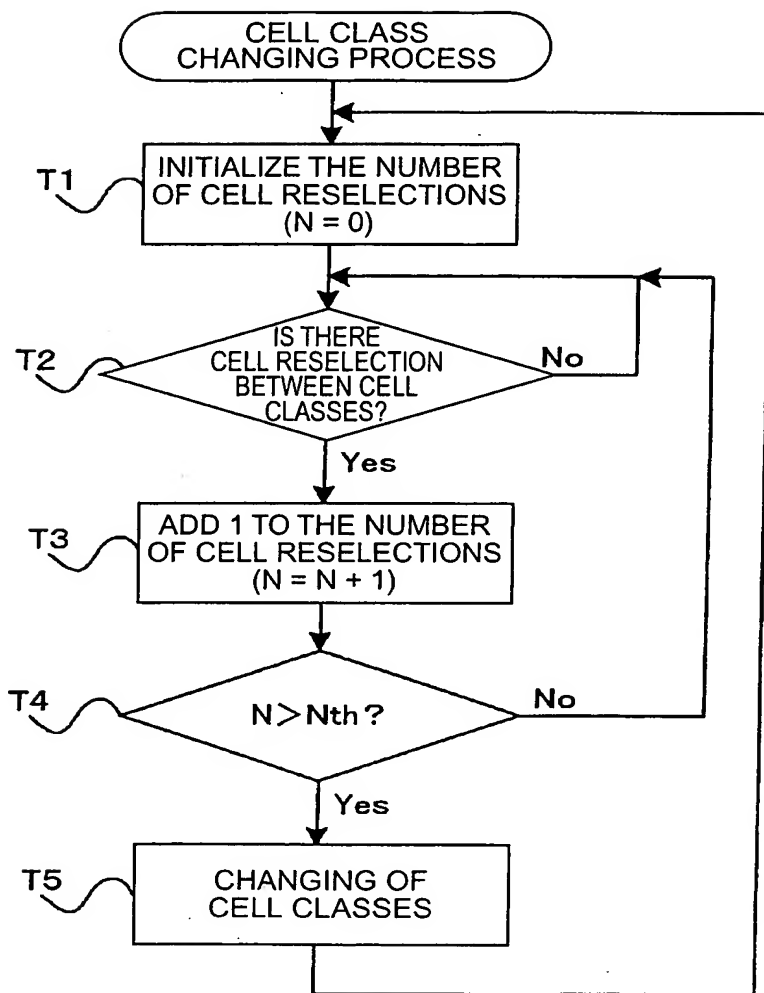 CELL CLASS
CHANGING PROCESS
T1
INITIALIZE THE NUMBER
OF CELL RESELECTIONS
(N = 0)
T2
IS THERE
CELL RESELECTION
BETWEEN CELL
CLASSES?
No
Yes
T3
ADD 1 TO THE NUMBER
OF CELL RESELECTIONS
(N = N + 1)
T4
N>Nth?
No
Yes
T5
CHANGING OF
CELL CLASSES